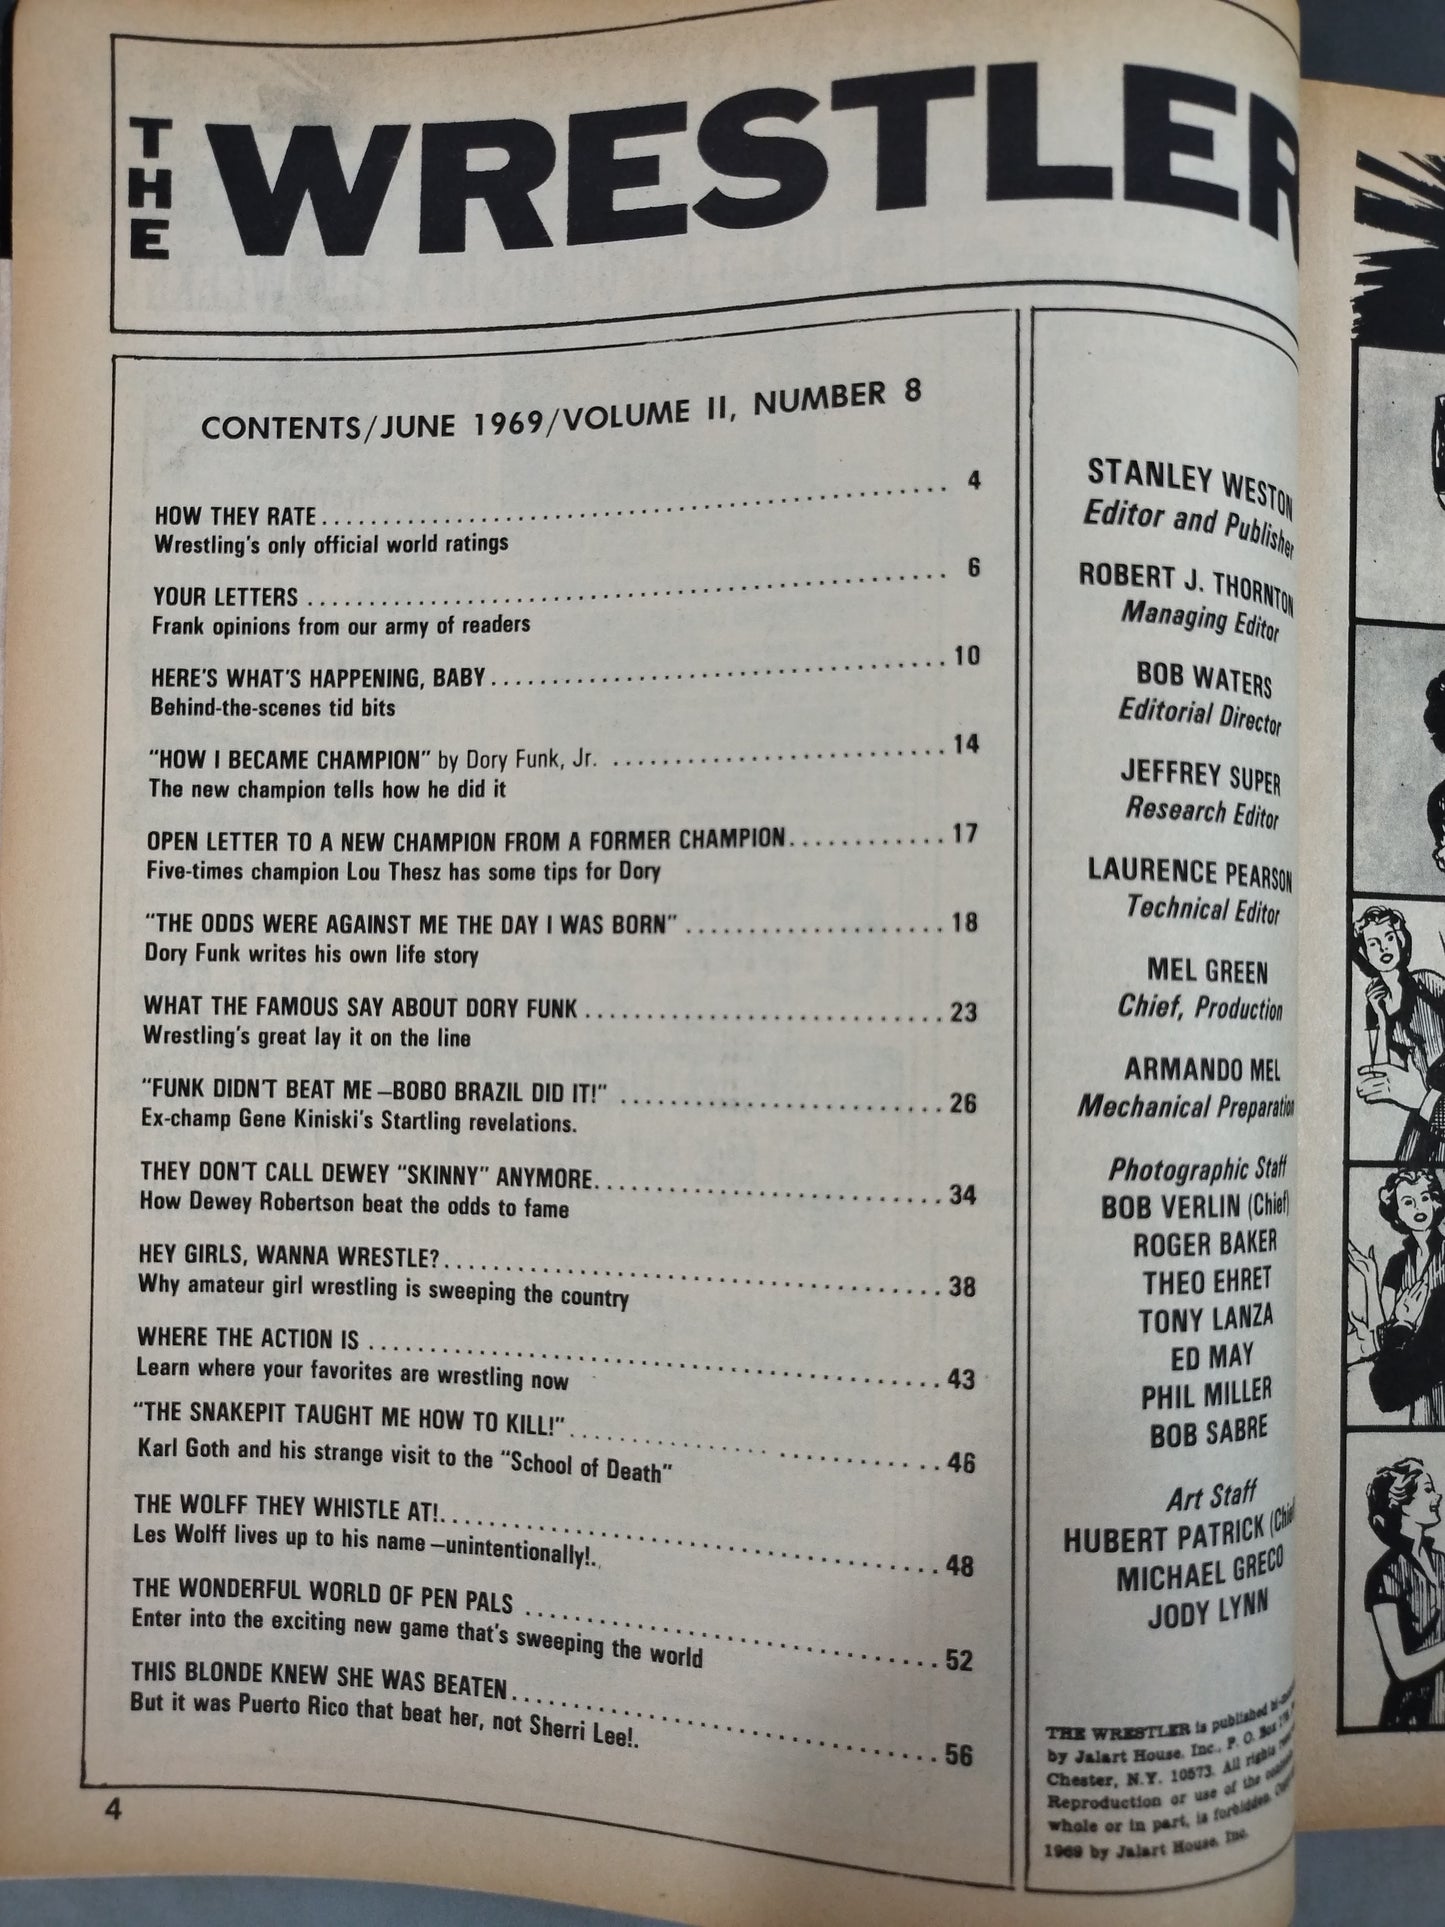 THE WRESTLER
CONTENTS/JUNE 1969/VOLUME II, NUMBER 8
HOW THEY RATE.......... 4
Wrestling's only official world ratings
YOUR LETTERS .......... 6
Frank opinions from our army of readers
HERE'S WHAT'S HAPPENING, BABY.......... 10
Behind-the-scenes tid bits
"HOW I BECAME CHAMPION" by Dory Funk, Jr. .......... 14
The new champion tells how he did it
OPEN LETTER TO A NEW CHAMPION FROM A FORMER CHAMPION.......... 17
Five-times champion Lou Thesz has some tips for Dory
"THE ODDS WERE AGAINST ME THE DAY I WAS BORN" .......... 18
Dory Funk writes his own life story
WHAT THE FAMOUS SAY ABOUT DORY FUNK .......... 23
Wrestling's great lay it on the line
"FUNK DIDN'T BEAT ME—BOBO BRAZIL DID IT!" .......... 26
Ex-champ Gene Kiniski's Startling revelations.
THEY DON'T CALL DEWEY "SKINNY" ANYMORE.......... 34
How Dewey Robertson beat the odds to fame
HEY GIRLS, WANNA WRESTLE?.......... 38
Why amateur girl wrestling is sweeping the country
WHERE THE ACTION IS .......... 43
Learn where your favorites are wrestling now
"THE SNAKEPIT TAUGHT ME HOW TO KILL!".......... 46
Karl Goth and his strange visit to the "School of Death"
THE WOLFF THEY WHISTLE AT!.......... 48
Les Wolff lives up to his name—unintentionally!.
THE WONDERFUL WORLD OF PEN PALS .......... 52
Enter into the exciting new game that's sweeping the world
THIS BLONDE KNEW SHE WAS BEATEN.......... 56
But it was Puerto Rico that beat her, not Sherri Lee!.
4
STANLEY WESTON
Editor and Publisher
ROBERT J. THORNTON
Managing Editor
BOB WATERS
Editorial Director
JEFFREY SUPER
Research Editor
LAURENCE PEARSON
Technical Editor
MEL GREEN
Chief, Production
ARMANDO MEL
Mechanical Preparation
Photographic Staff
BOB VERLIN (Chief)
ROGER BAKER
THEO EHRET
TONY LANZA
ED MAY
PHIL MILLER
BOB SABRE
Art Staff
HUBERT PATRICK (Chief
MICHAEL GRECO
JODY LYNN
THE WRESTLER is published
by Jalart House, Inc., P. O. Box
Chester, N.Y. 10573. All rights
Reproduction or use of the
whole or in part, is forbidden.
1969 by Jalart House, Inc.